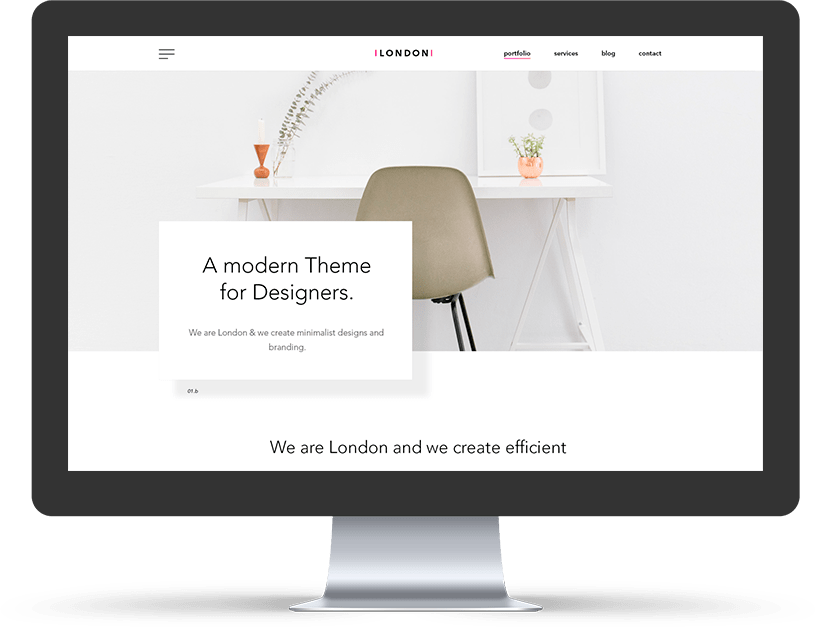 |LONDON|
portfolio services blog contact
A modern Theme
for Designers.
We are London & we create minimalist designs and
branding.
01.b
We are London and we create efficient